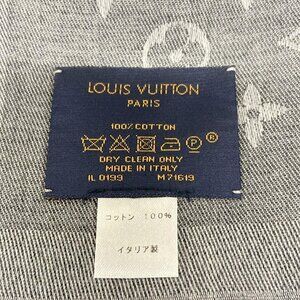 LOUIS VUITTON
PARIS
100% COTTON
DRY CLEAN ONLY
MADE IN ITALY
IL 0199 M71619
コットン 100%
イタリア製